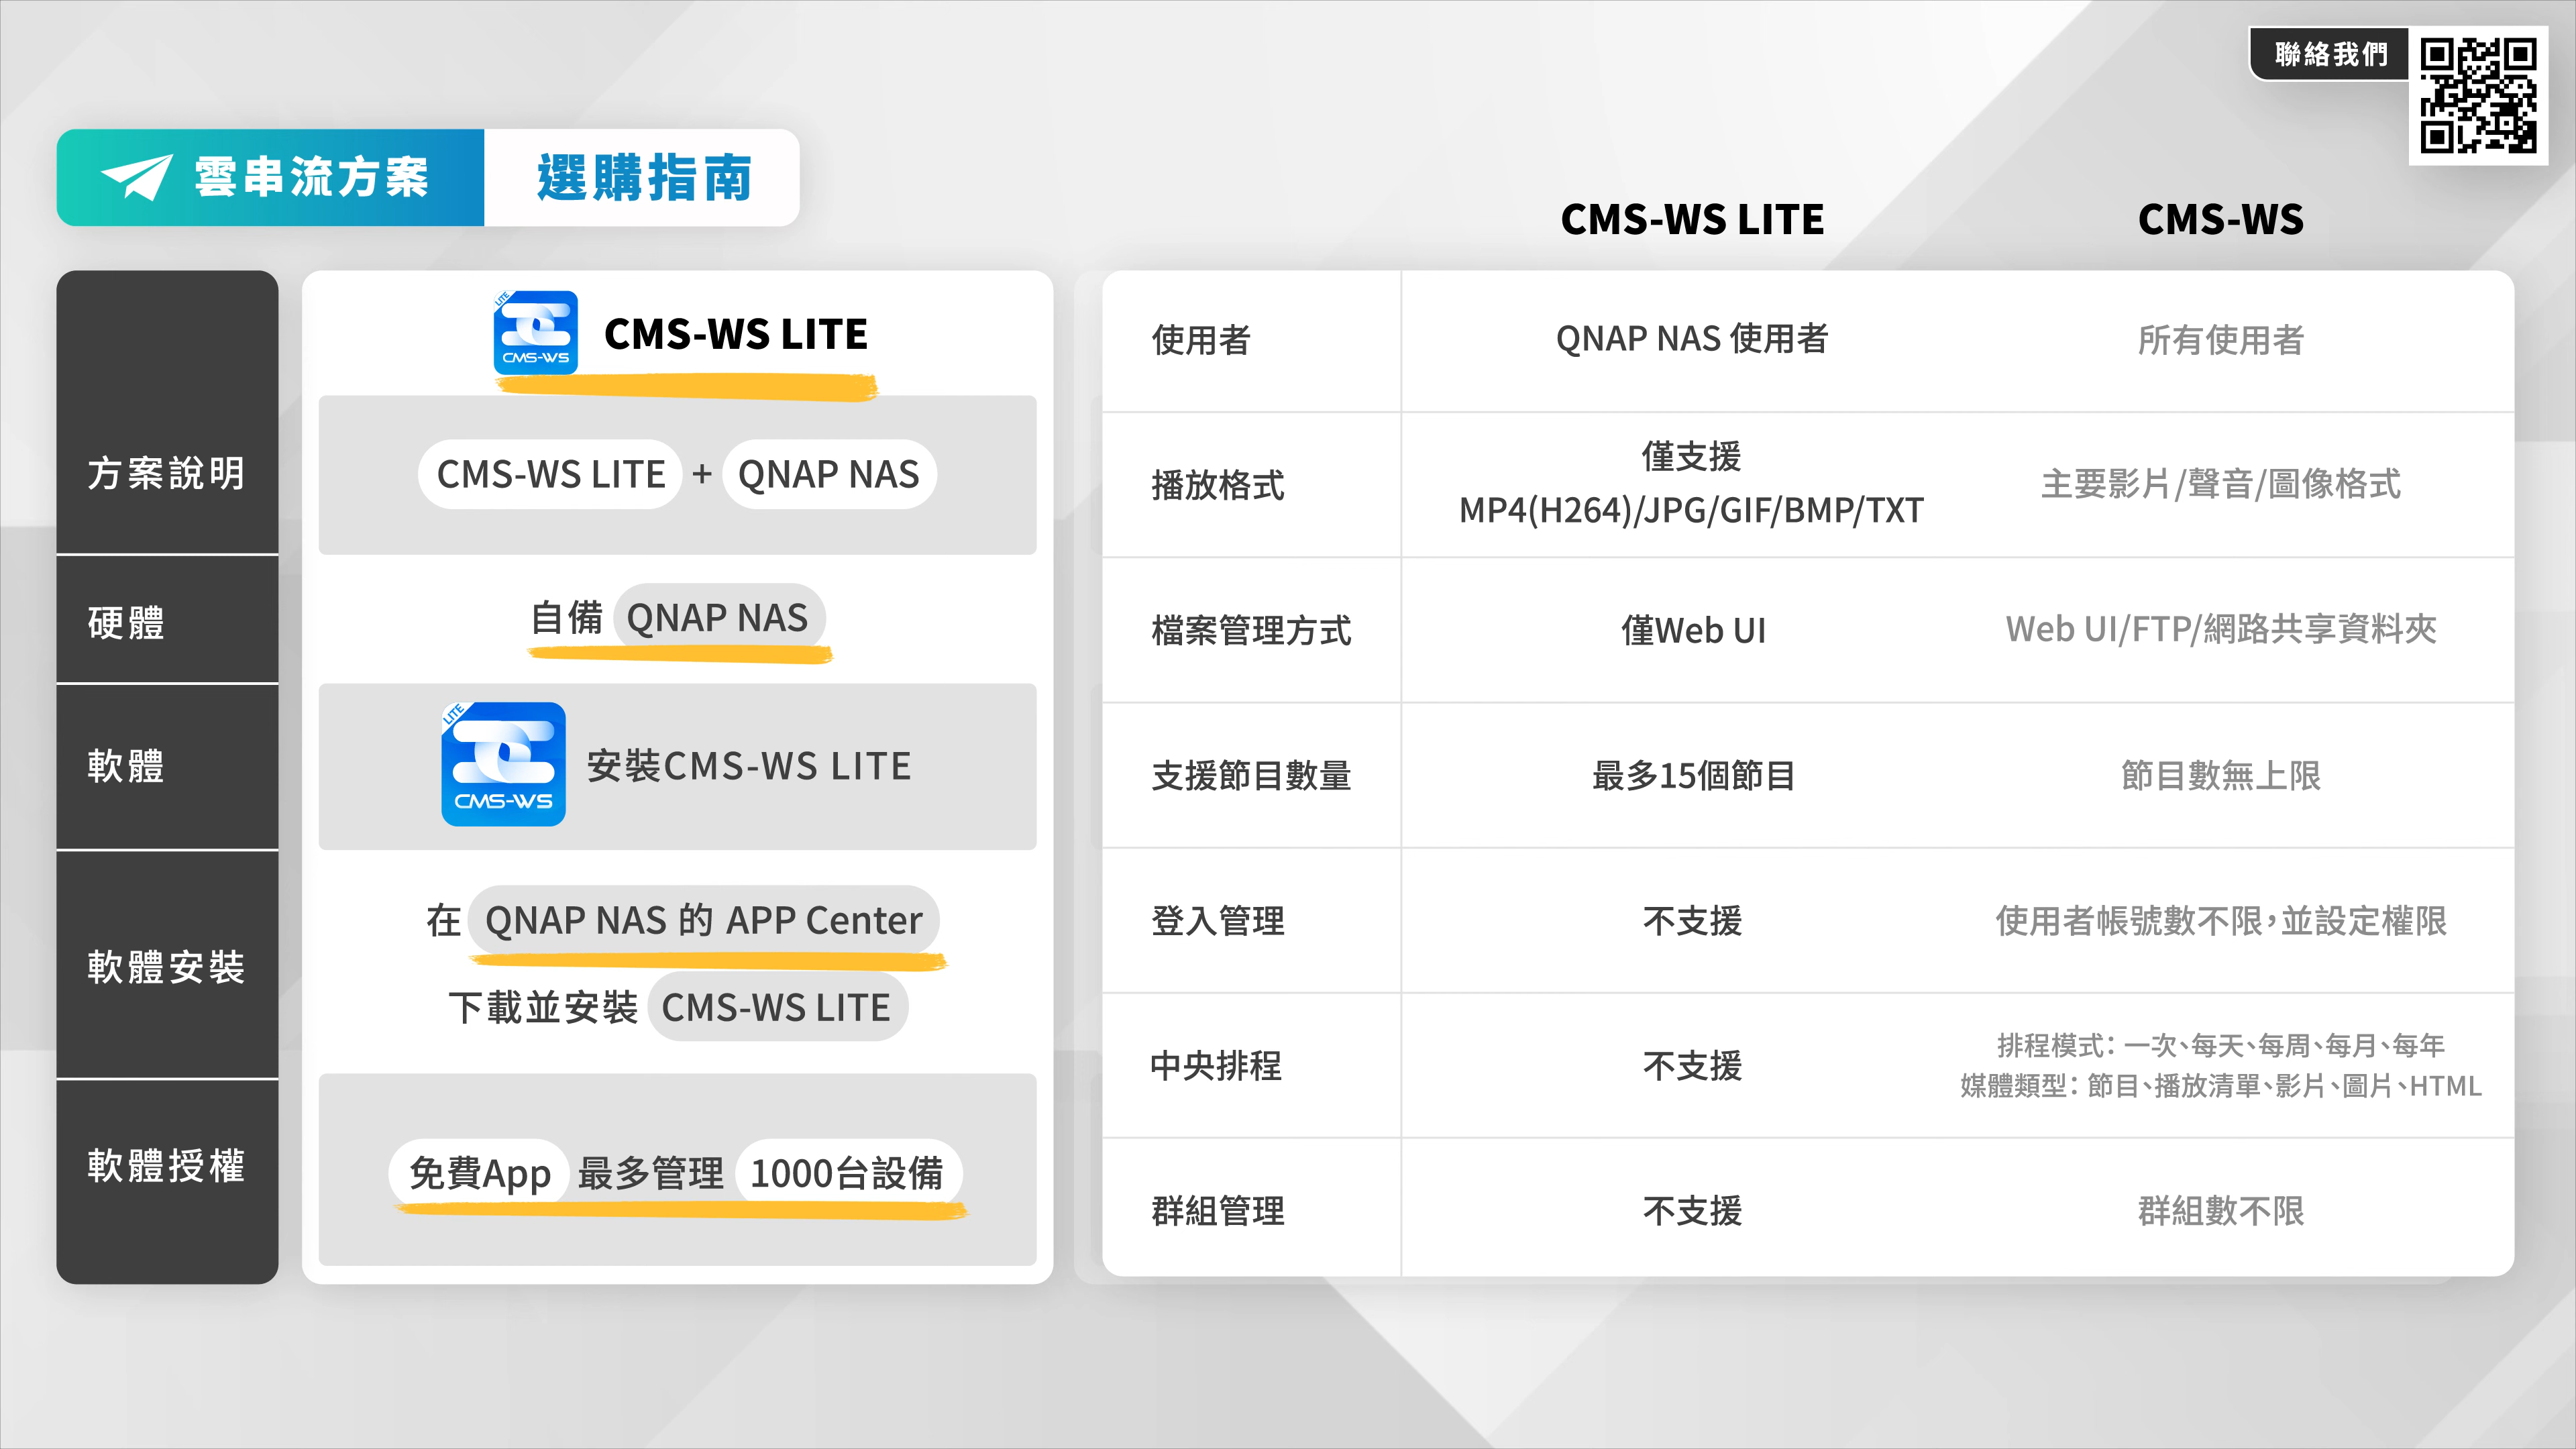 聯絡我們
雲串流方案 選購指南
CMS-WS LITE CMS-WS
LITE
CMS-WS
CMS-WS LITE
方案說明
CMS-WS LITE + QNAP NAS
硬體
自備 QNAP NAS
軟體
LITE
CMS-WS
安裝CMS-WS LITE
軟體安裝
在 QNAP NAS 的 APP Center
下載並安裝 CMS-WS LITE
軟體授權
免費App 最多管理 1000台設備
使用者 QNAP NAS 使用者 所有使用者
播放格式
僅支援
MP4(H264)/JPG/GIF/BMP/TXT
主要影片/聲音/圖像格式
檔案管理方式 僅Web UI Web UI/FTP/網路共享資料夾
支援節目數量 最多15個節目 節目數無上限
登入管理 不支援 使用者帳號數不限，並設定權限
中央排程 不支援
排程模式：一次、每天、每周、每月、每年
媒體類型：節目、播放清單、影片、圖片、HTML
群組管理 不支援 群組數不限